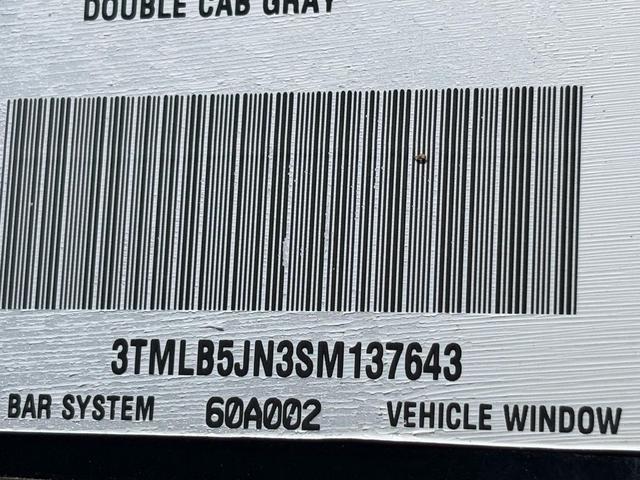 DOUBLE CAB GRAY
3TMLB5JN3SM137643
BAR SYSTEM 60A002 VEHICLE WINDOW